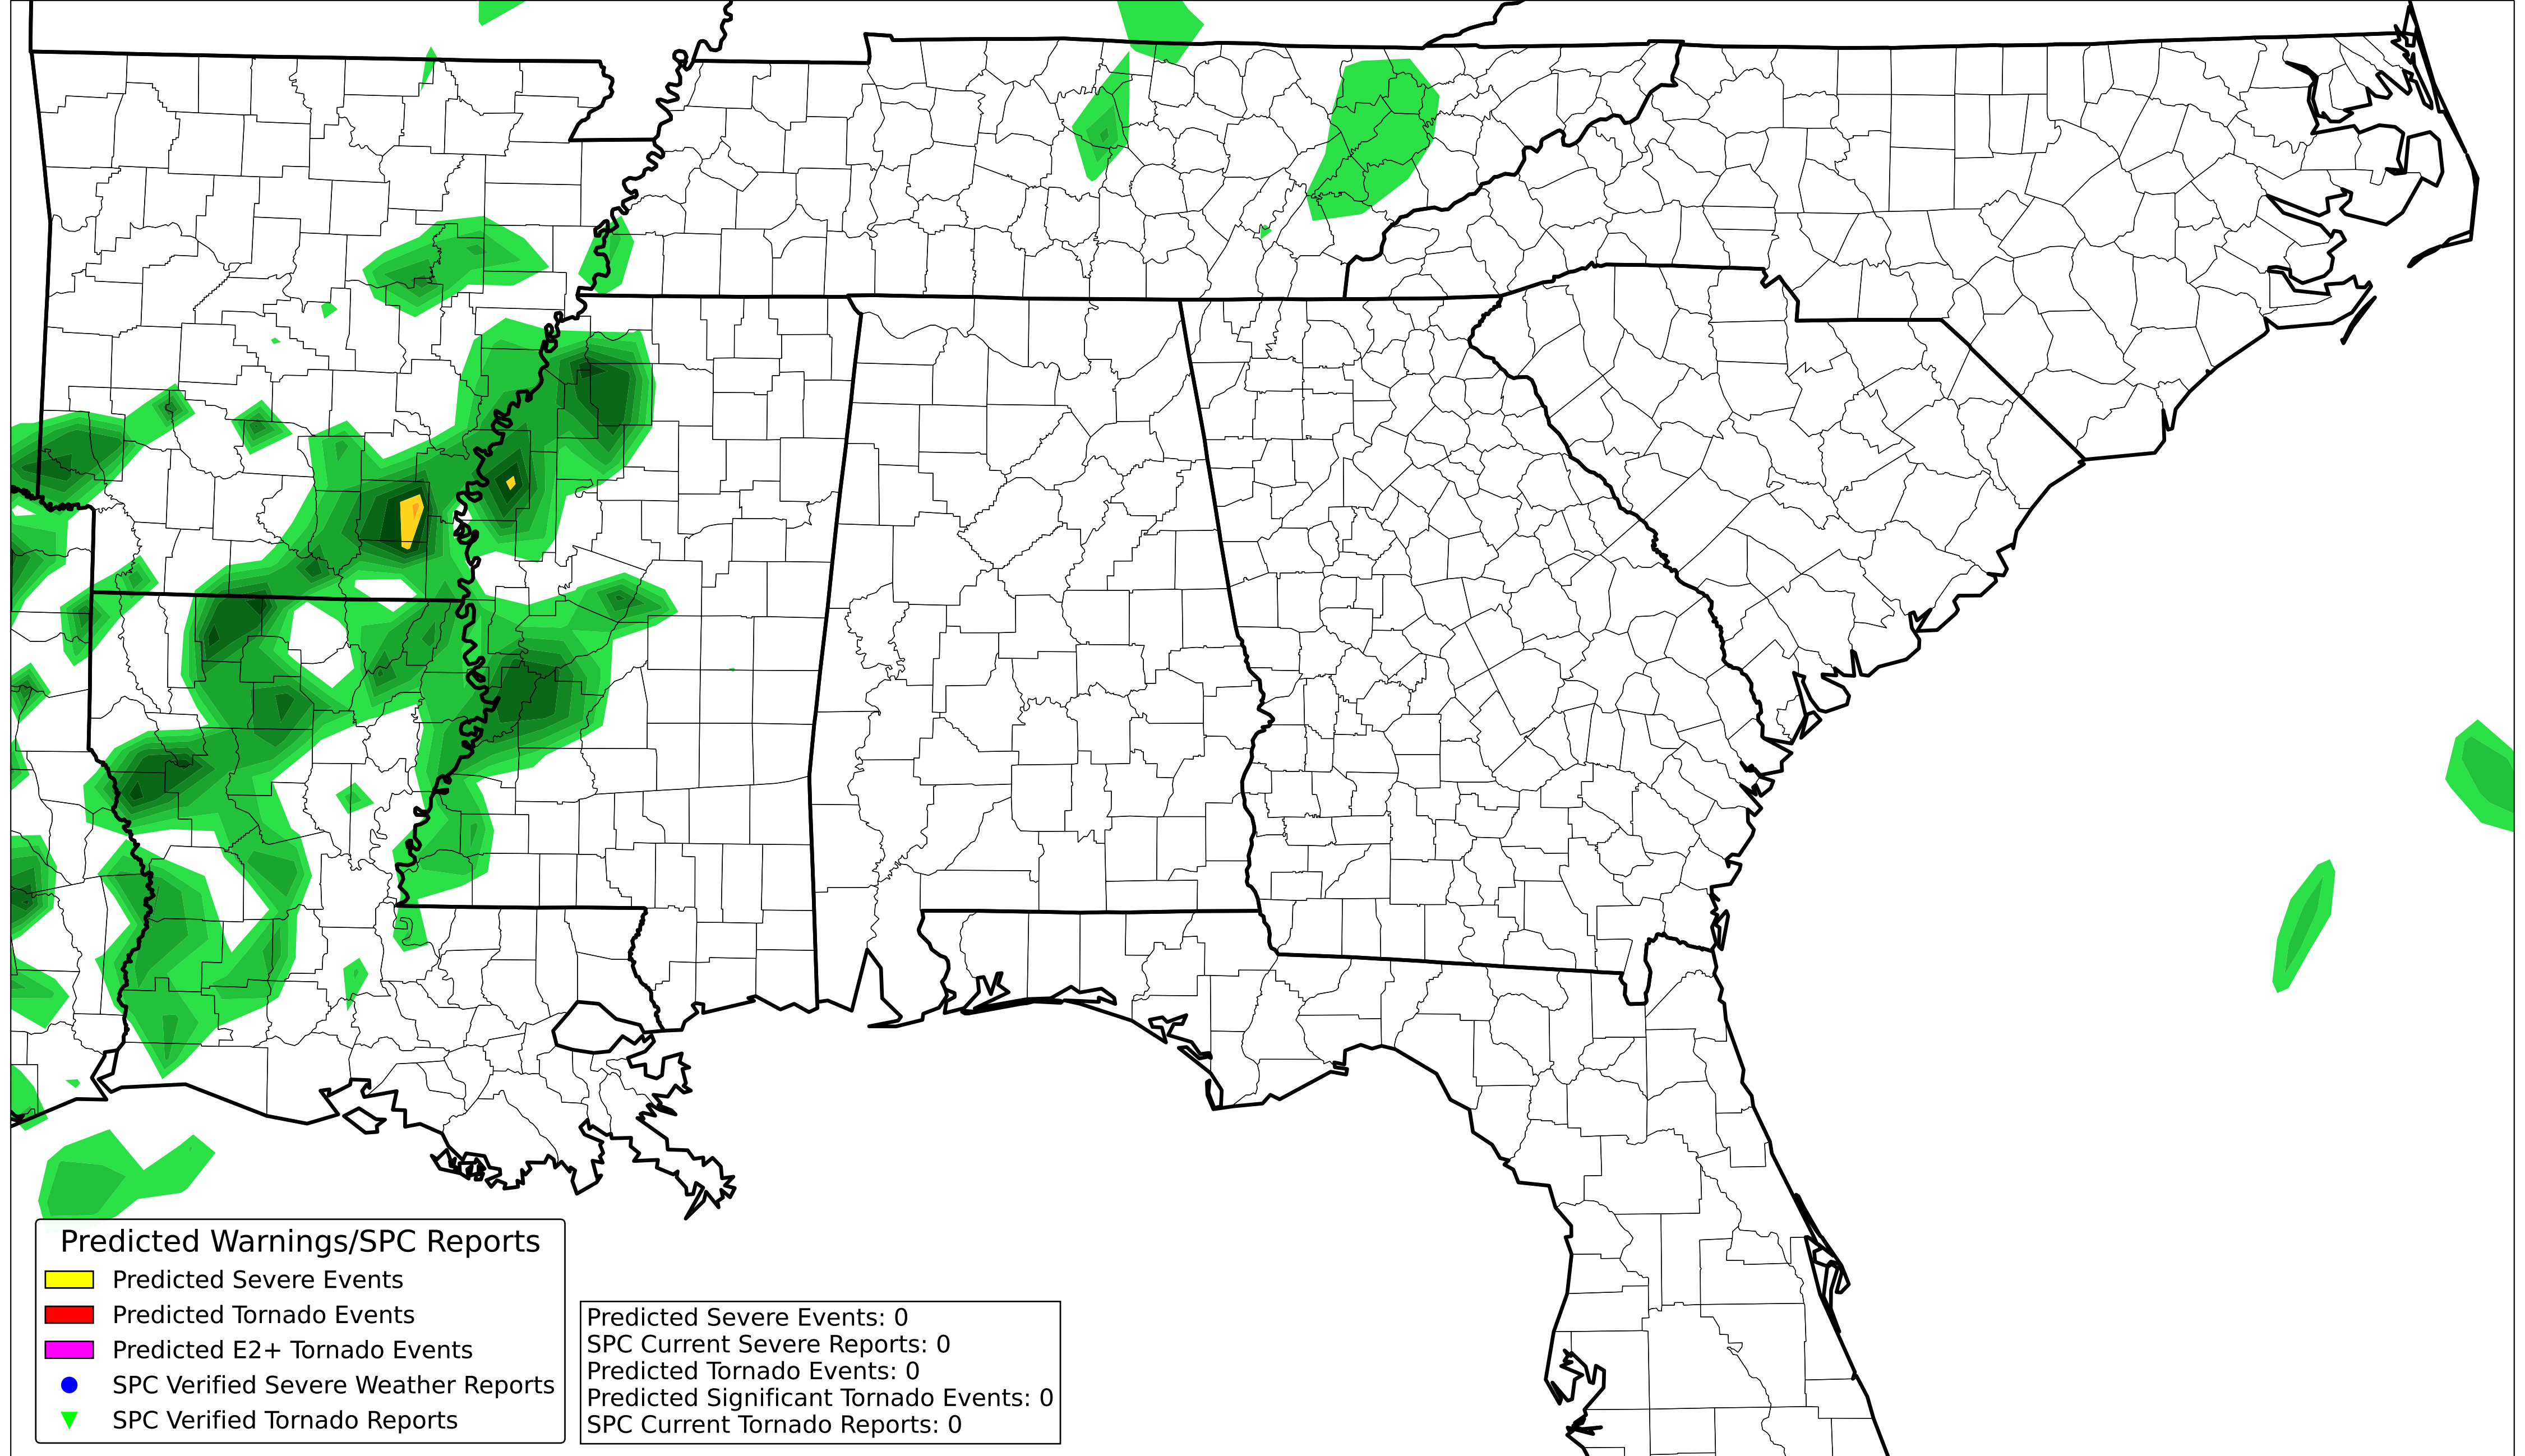 Predicted Warnings/SPC Reports
Predicted Severe Events
Predicted Tornado Events
Predicted E2+ Tornado Events
SPC Verified Severe Weather Reports
SPC Verified Tornado Reports
Predicted Severe Events: 0
SPC Current Severe Reports: 0
Predicted Tornado Events: 0
Predicted Significant Tornado Events: 0
SPC Current Tornado Reports: 0